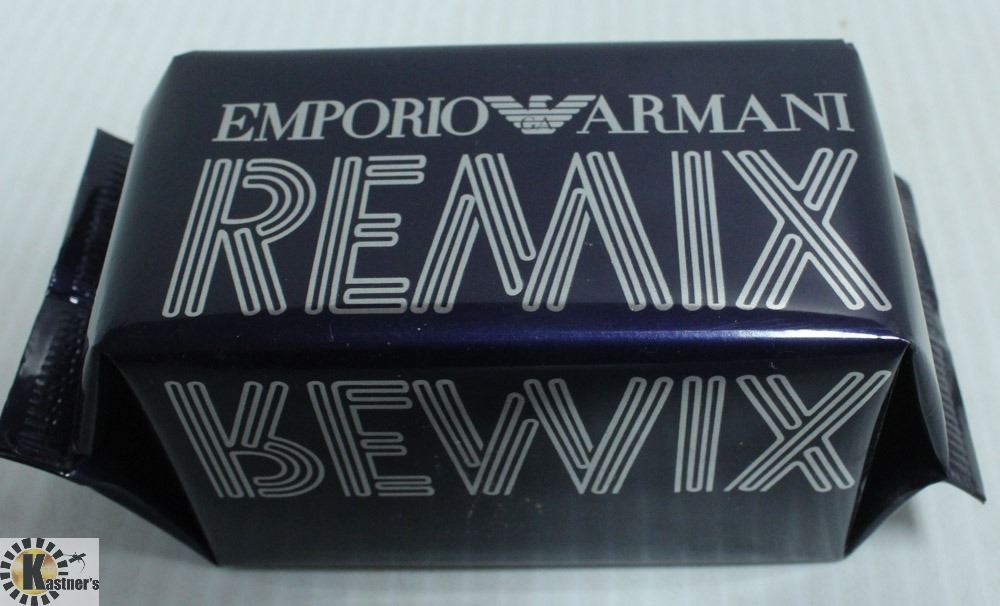 EMPORIO ARMANI
REMIX
REMIX
Kastner's